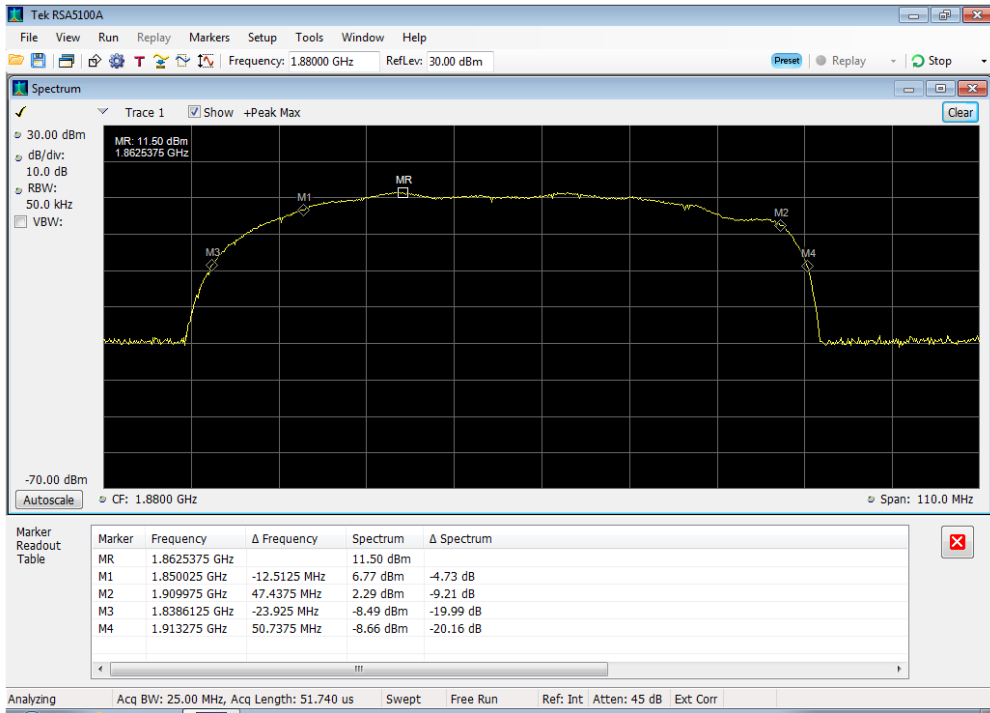 Tek RSA5100A
File View Run Replay Markers Setup Tools Window Help
T Frequency: 1.88000 GHz RefLev: 30.00 dBm Preset Replay Stop
Spectrum
Trace 1 Show +Peak Max Clear
30.00 dBm
dB/div:
10.0 dB
RBW:
50.0 kHz
VBW:
MR: 11.50 dBm
1.8625375 GHz
MR
M1
M2
M3
M4
-70.00 dBm
Autoscale CF: 1.8800 GHz Span: 110.0 MHz
Marker
Readout
Table
Marker Frequency Δ Frequency Spectrum Δ Spectrum
MR 1.8625375 GHz 11.50 dBm
M1 1.850025 GHz -12.5125 MHz 6.77 dBm -4.73 dB
M2 1.909975 GHz 47.4375 MHz 2.29 dBm -9.21 dB
M3 1.8386125 GHz -23.925 MHz -8.49 dBm -19.99 dB
M4 1.913275 GHz 50.7375 MHz -8.66 dBm -20.16 dB
Analyzing Acq BW: 25.00 MHz, Acq Length: 51.740 us Swept Free Run Ref: Int Atten: 45 dB Ext Corr